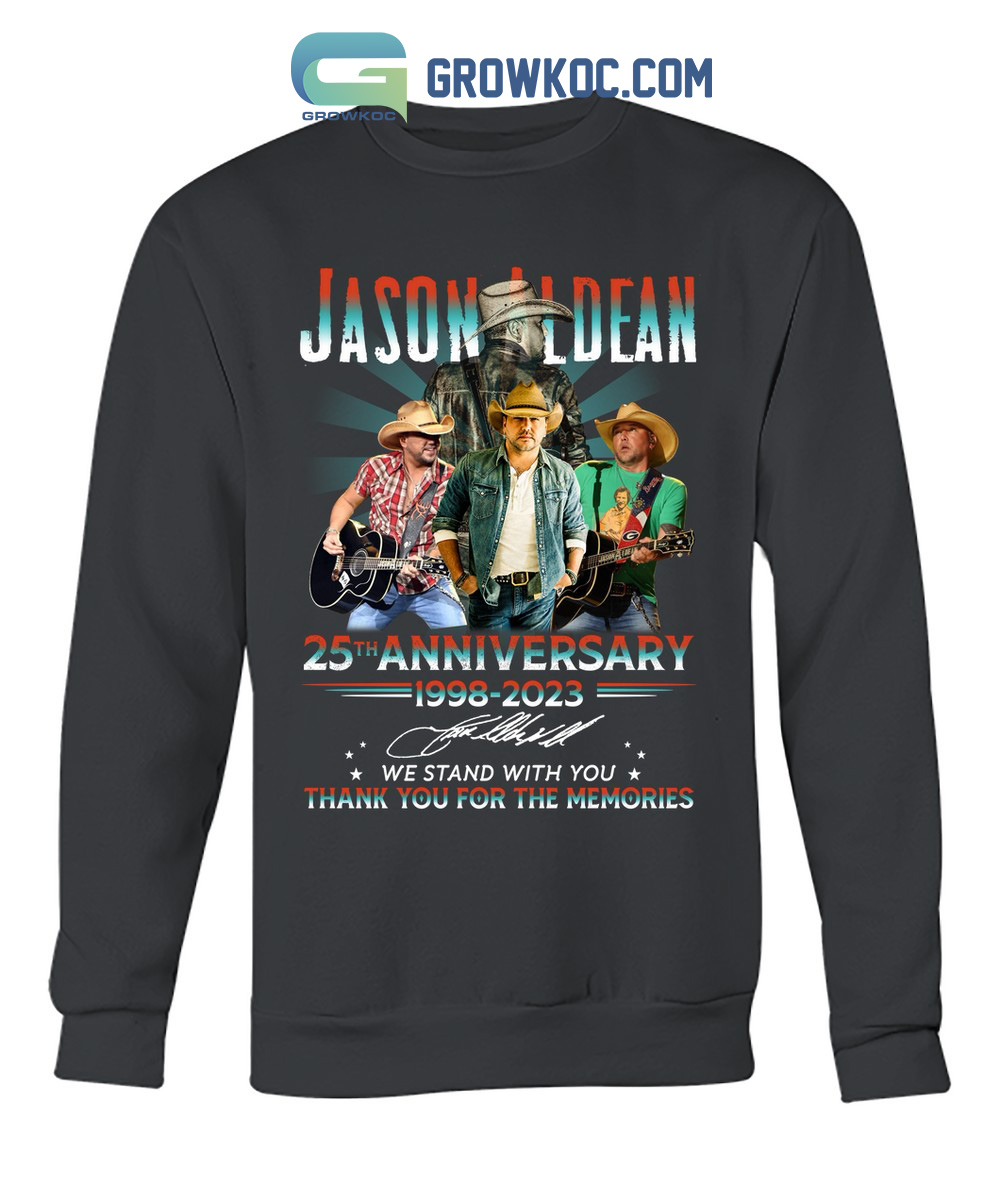 GROWKOC.COM
GROWKOC
JASON ALDEAN
25TH ANNIVERSARY
1998-2023
WE STAND WITH YOU
THANK YOU FOR THE MEMORIES